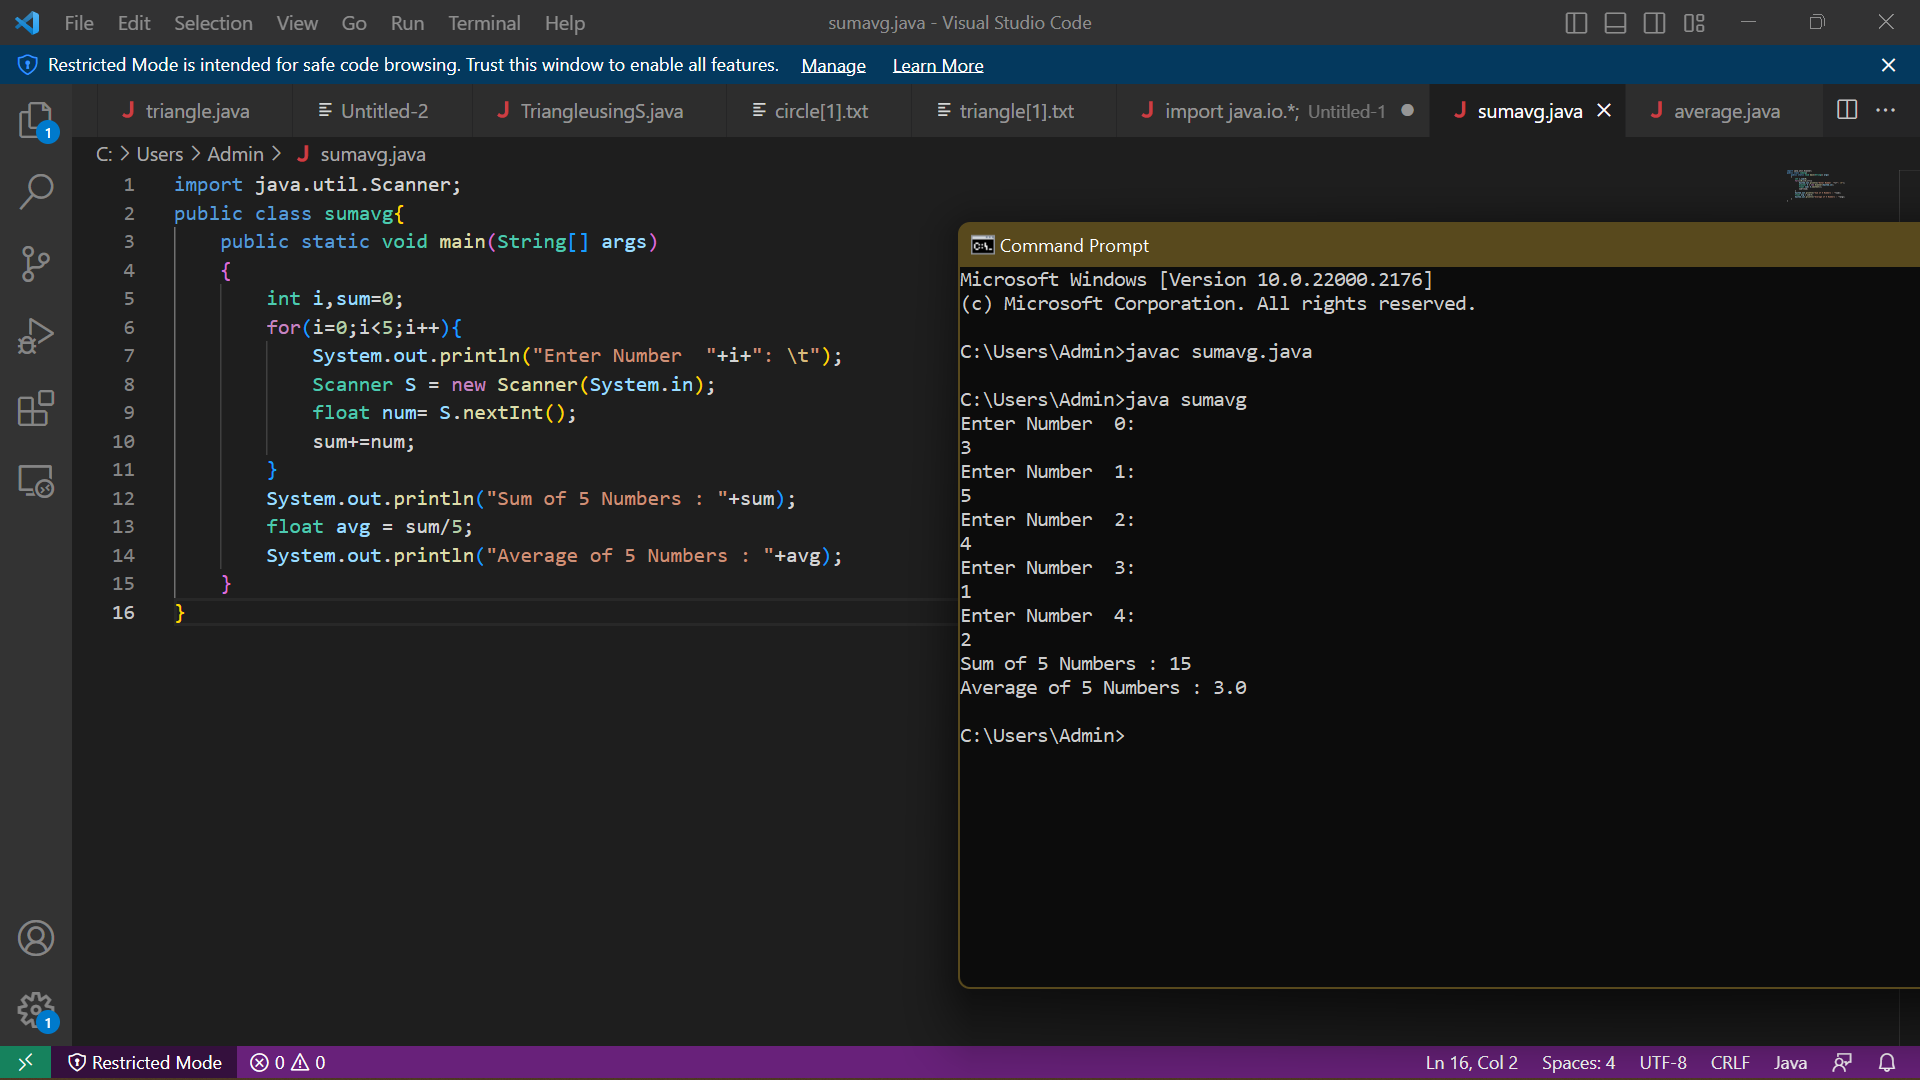 File Edit Selection View Go Run Terminal Help sumavg.java - Visual Studio Code
Restricted Mode is intended for safe code browsing. Trust this window to enable all features. Manage Learn More
triangle.java Untitled-2 TriangleusingS.java circle[1].txt triangle[1].txt import java.io.*; Untitled-1 sumavg.java average.java
C: > Users > Admin > J sumavg.java
1 import java.util.Scanner;
2 public class sumavg{
3 public static void main(String[] args)
4 {
5 int i,sum=0;
6 for(i=0;i<5;i++){
7 System.out.println("Enter Number  "+i+": \t");
8 Scanner S = new Scanner(System.in);
9 float num= S.nextInt();
10 sum+=num;
11 }
12 System.out.println("Sum of 5 Numbers : "+sum);
13 float avg = sum/5;
14 System.out.println("Average of 5 Numbers : "+avg);
15 }
16 }
Command Prompt
Microsoft Windows [Version 10.0.22000.2176]
(c) Microsoft Corporation. All rights reserved.
C:\Users\Admin>javac sumavg.java
C:\Users\Admin>java sumavg
Enter Number  0:
3
Enter Number  1:
5
Enter Number  2:
4
Enter Number  3:
1
Enter Number  4:
2
Sum of 5 Numbers : 15
Average of 5 Numbers : 3.0
C:\Users\Admin>
1
1
Restricted Mode 0 0 Ln 16, Col 2 Spaces: 4 UTF-8 CRLF Java